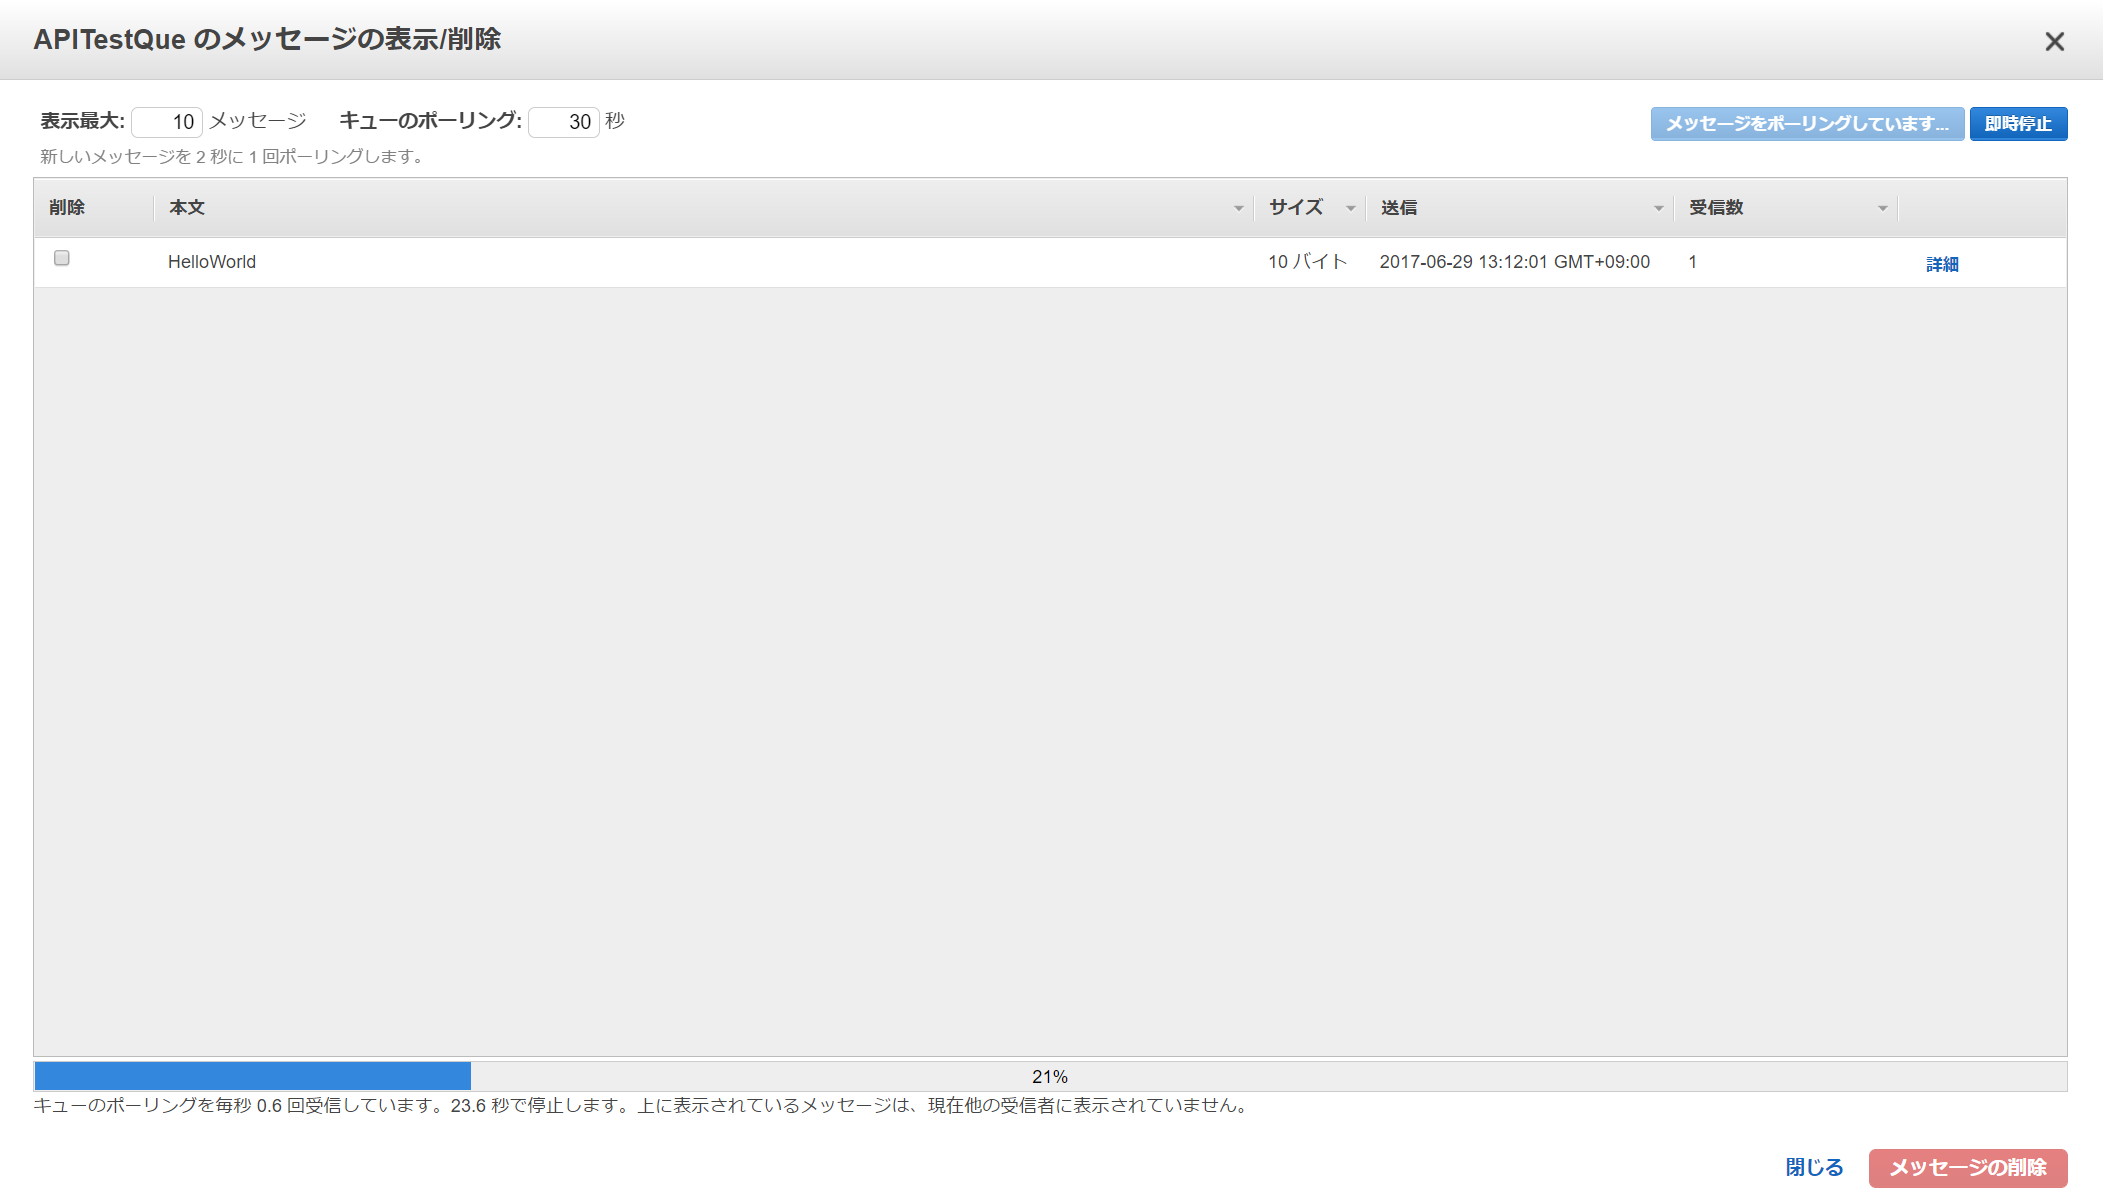 APITestQue のメッセージの表示/削除
表示最大: 10 メッセージ キューのポーリング: 30 秒
メッセージをポーリングしています... 即時停止
新しいメッセージを 2 秒に 1 回ポーリングします。
削除 本文 サイズ 送信 受信数
HelloWorld 10 バイト 2017-06-29 13:12:01 GMT+09:00 1 詳細
21%
キューのポーリングを毎秒 0.6 回受信しています。23.6 秒で停止します。上に表示されているメッセージは、現在他の受信者に表示されていません。
閉じる メッセージの削除